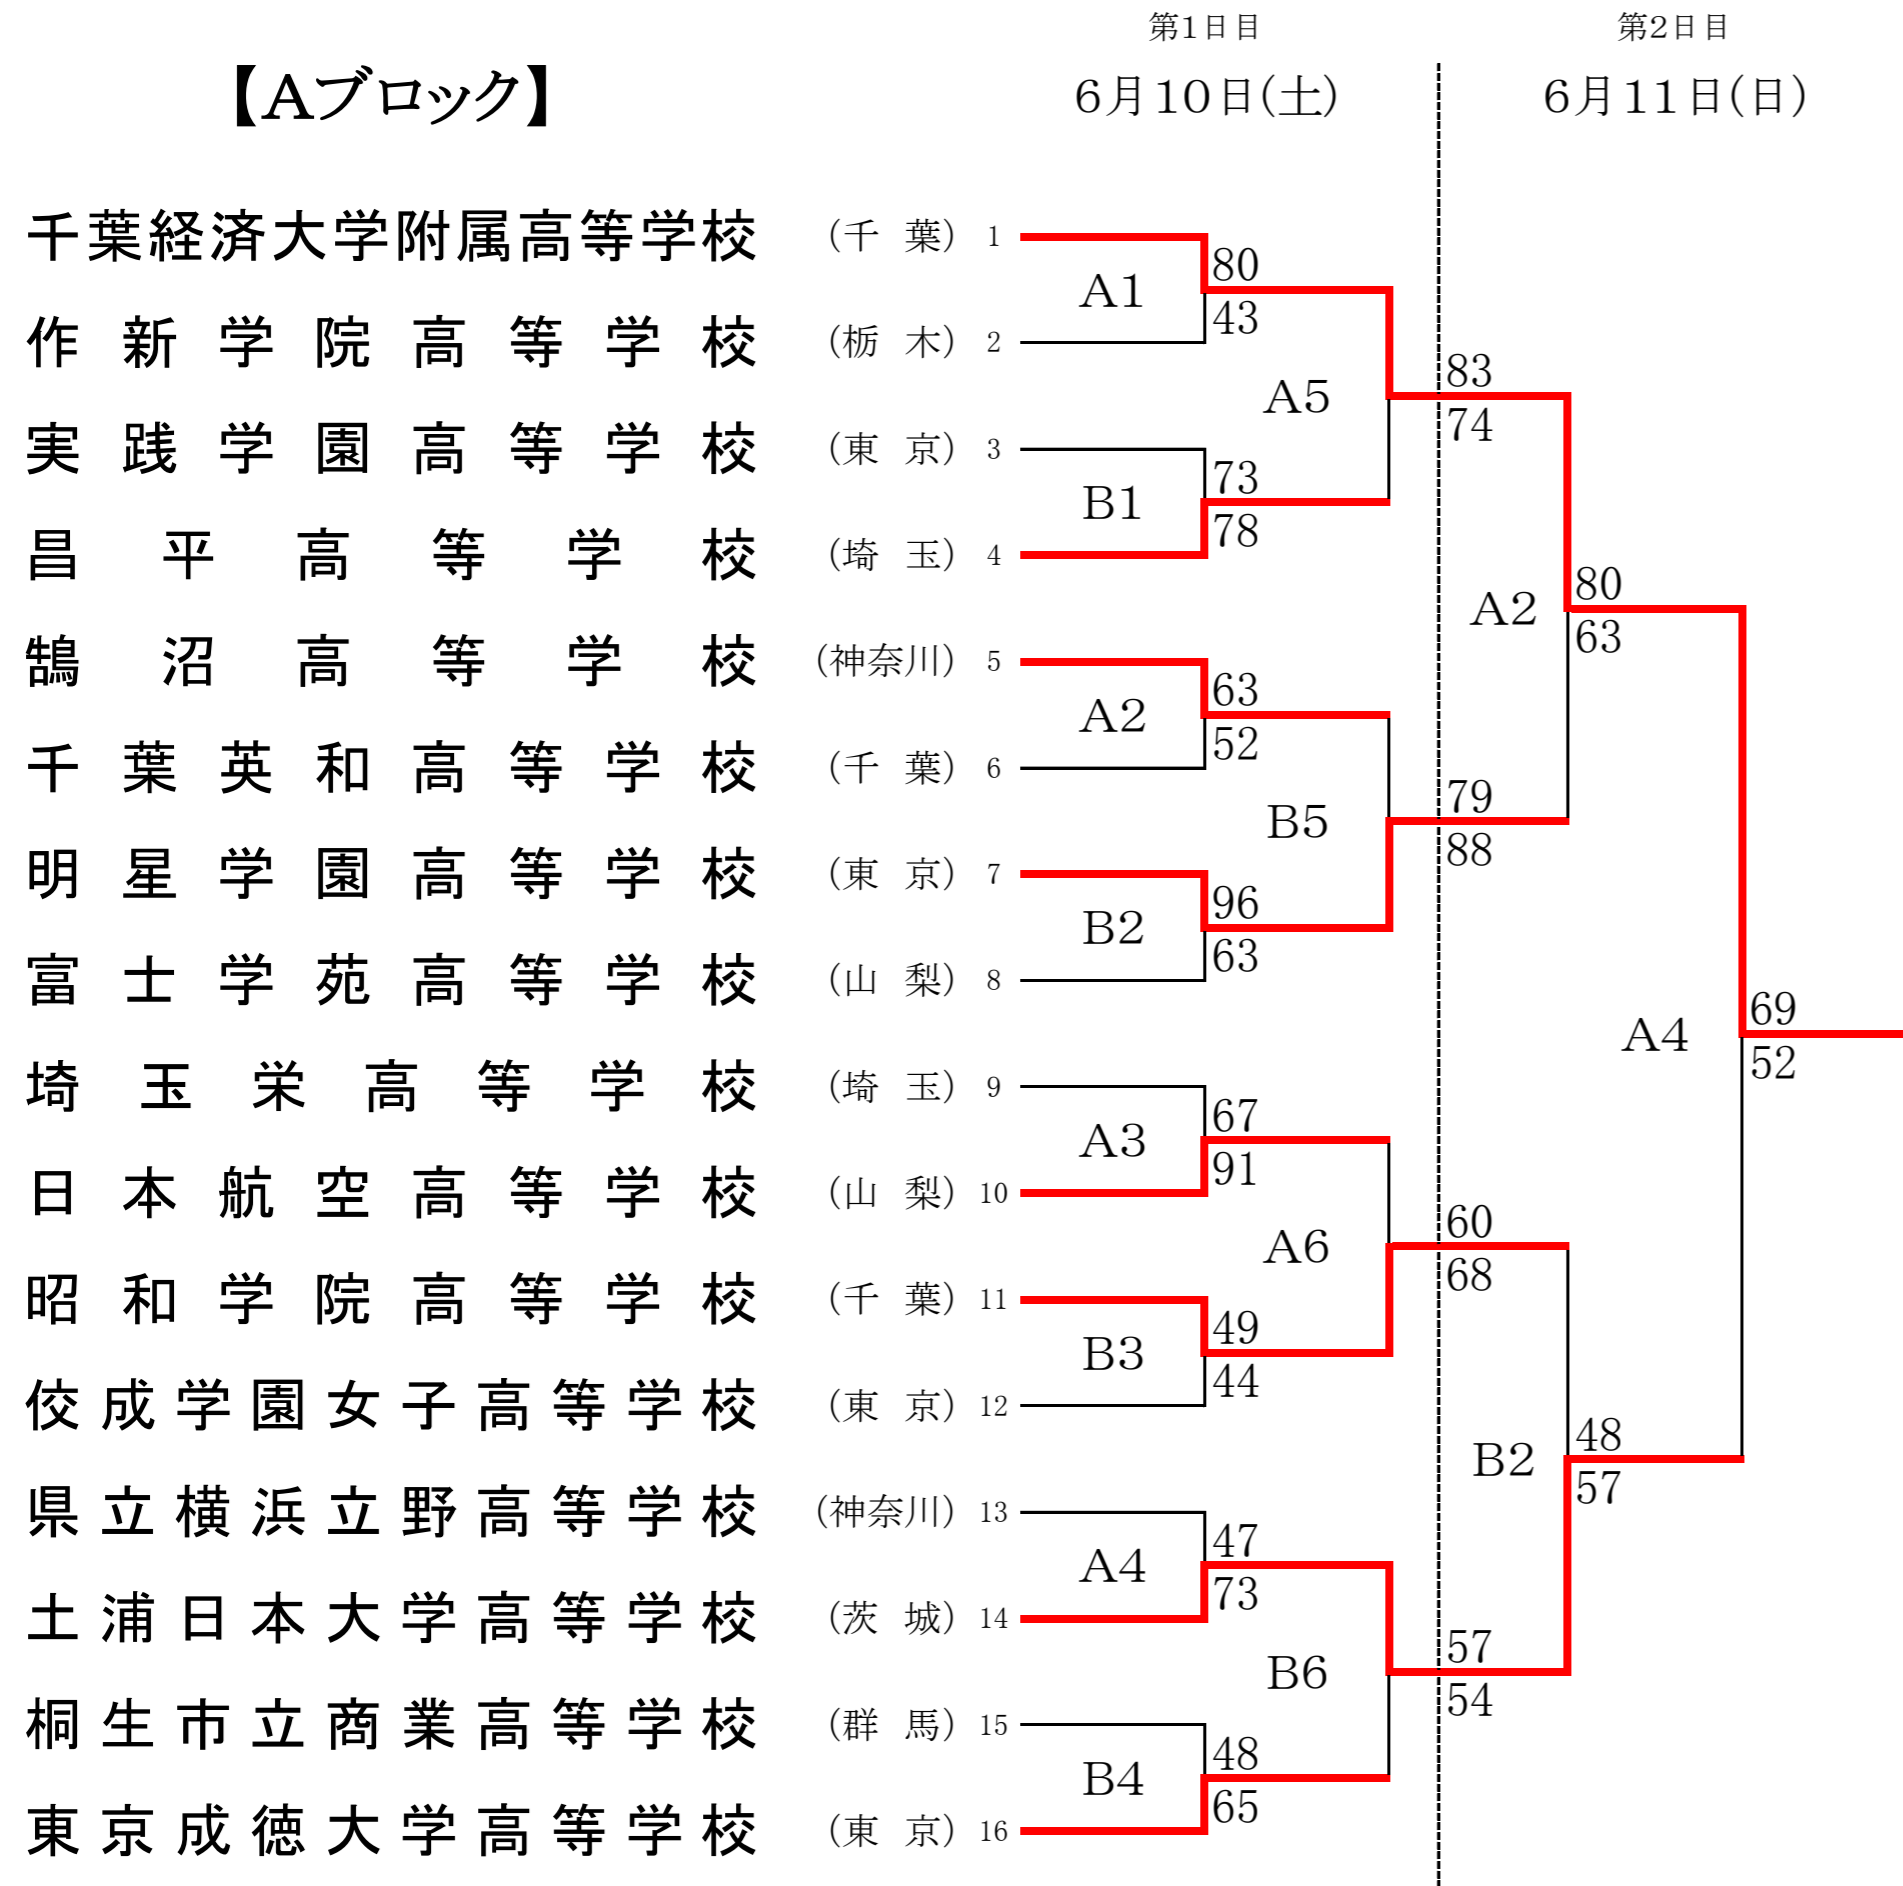 第1日目 第2日目
【Aブロック】 6月10日(土) 6月11日(日)
千葉経済大学附属高等学校 (千葉) 1
80
A1
43
作新学院高等学校 (栃木) 2
83
A5
74
実践学園高等学校 (東京) 3
73
B1
78
昌平高等学校 (埼玉) 4
80
A2
63
鵠沼高等学校 (神奈川) 5
63
A2
52
千葉英和高等学校 (千葉) 6
79
B5
88
明星学園高等学校 (東京) 7
96
B2
63
富士学苑高等学校 (山梨) 8
69
A4
52
埼玉栄高等学校 (埼玉) 9
67
A3
91
日本航空高等学校 (山梨) 10
60
A6
68
昭和学院高等学校 (千葉) 11
49
B3
44
佼成学園女子高等学校 (東京) 12
48
B2
57
県立横浜立野高等学校 (神奈川) 13
47
A4
73
土浦日本大学高等学校 (茨城) 14
57
B6
54
桐生市立商業高等学校 (群馬) 15
48
B4
65
東京成徳大学高等学校 (東京) 16